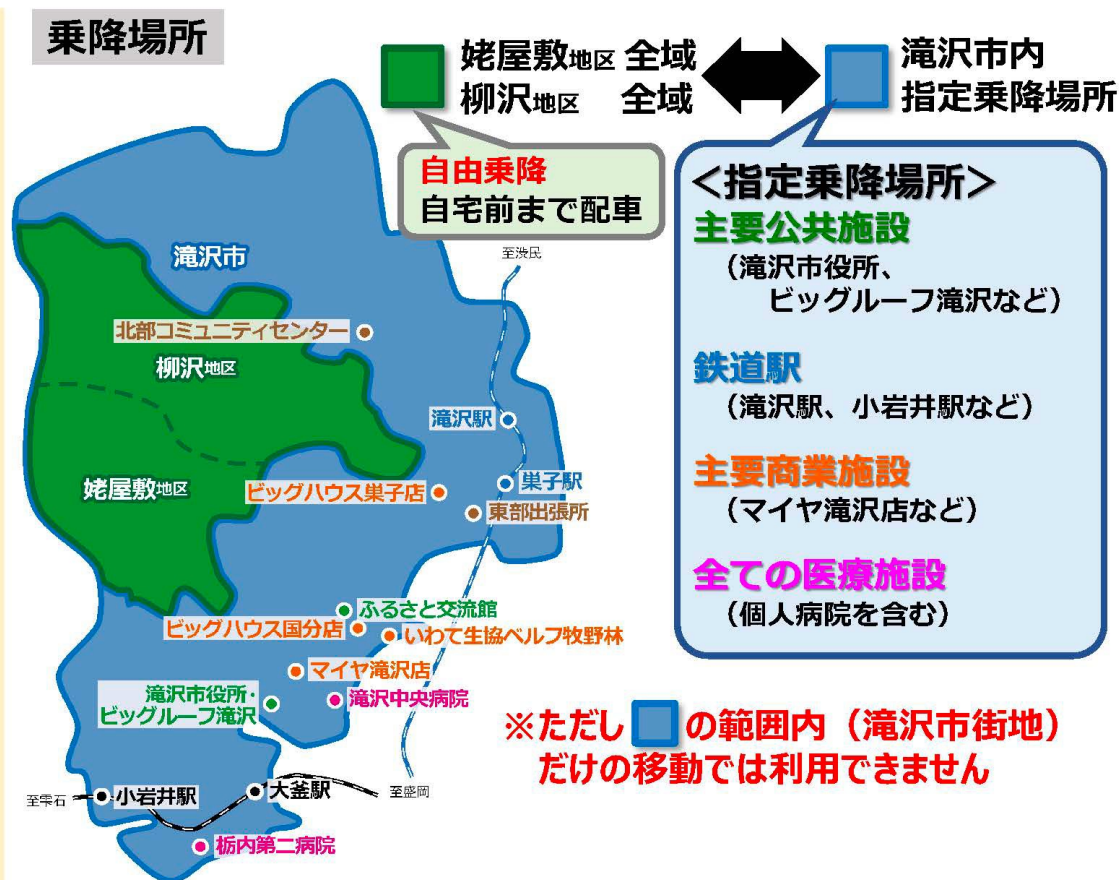 乗降場所
姥屋敷地区 全域
柳沢地区 全域
滝沢市内
指定乗降場所
自由乗降
自宅前まで配車
<指定乗降場所>
主要公共施設
(滝沢市役所、
ビッグルーフ滝沢など)
鉄道駅
(滝沢駅、小岩井駅など)
主要商業施設
(マイヤ滝沢店など)
全ての医療施設
(個人病院を含む)
至渋民
滝沢市
北部コミュニティセンター
柳沢地区
滝沢駅
姥屋敷地区
ビッグハウス巣子店
巣子駅
東部出張所
ふるさと交流館
ビッグハウス国分店
いわて生協ベルフ牧野林
マイヤ滝沢店
滝沢市役所・
ビッグルーフ滝沢
滝沢中央病院
※ただし の範囲内(滝沢市街地)
だけの移動では利用できません
至雫石
小岩井駅
大釜駅
至盛岡
栃内第二病院